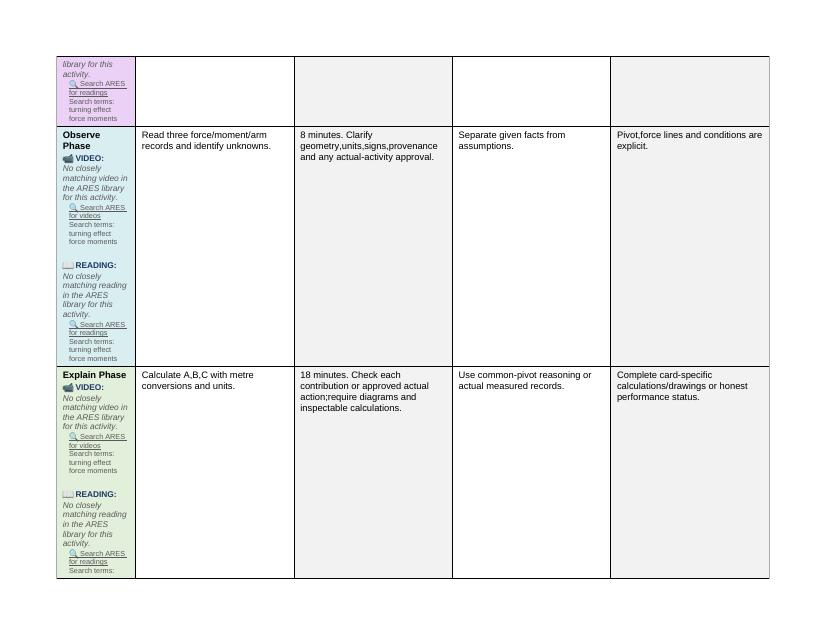 library for this
activity.
🔍 Search ARES
for readings
Search terms:
turning effect
force moments
Observe
Phase
📹 VIDEO:
No closely
matching video in
the ARES library
for this activity.
🔍 Search ARES
for videos
Search terms:
turning effect
force moments
📖 READING:
No closely
matching reading
in the ARES
library for this
activity.
🔍 Search ARES
for readings
Search terms:
turning effect
force moments
Read three force/moment/arm
records and identify unknowns.
8 minutes. Clarify
geometry,units,signs,provenance
and any actual-activity approval.
Separate given facts from
assumptions.
Pivot,force lines and conditions are
explicit.
Explain Phase
📹 VIDEO:
No closely
matching video in
the ARES library
for this activity.
🔍 Search ARES
for videos
Search terms:
turning effect
force moments
📖 READING:
No closely
matching reading
in the ARES
library for this
activity.
🔍 Search ARES
for readings
Search terms:
Calculate A,B,C with metre
conversions and units.
18 minutes. Check each
contribution or approved actual
action;require diagrams and
inspectable calculations.
Use common-pivot reasoning or
actual measured records.
Complete card-specific
calculations/drawings or honest
performance status.